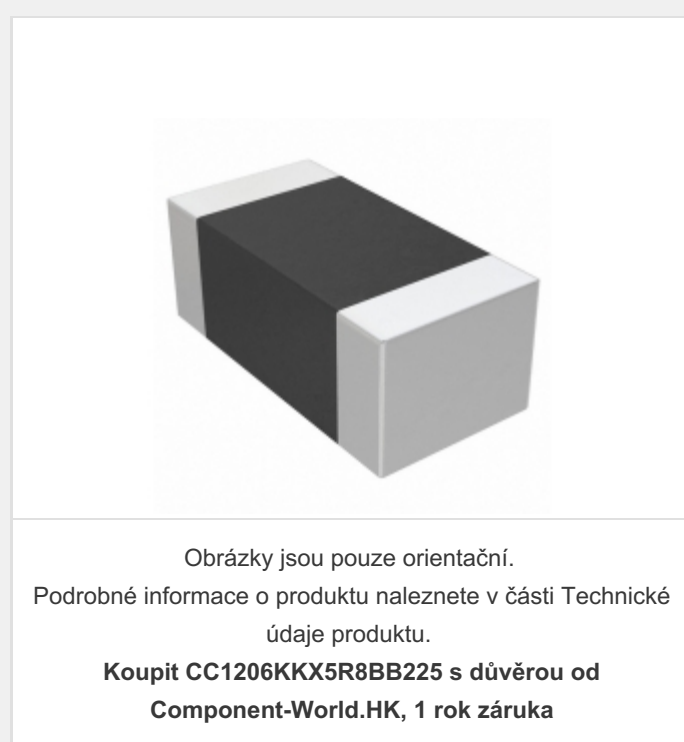 Obrázky jsou pouze orientační.
Podrobné informace o produktu naleznete v části Technické
údaje produktu.
Koupit CC1206KKX5R8BB225 s důvěrou od
Component-World.HK, 1 rok záruka